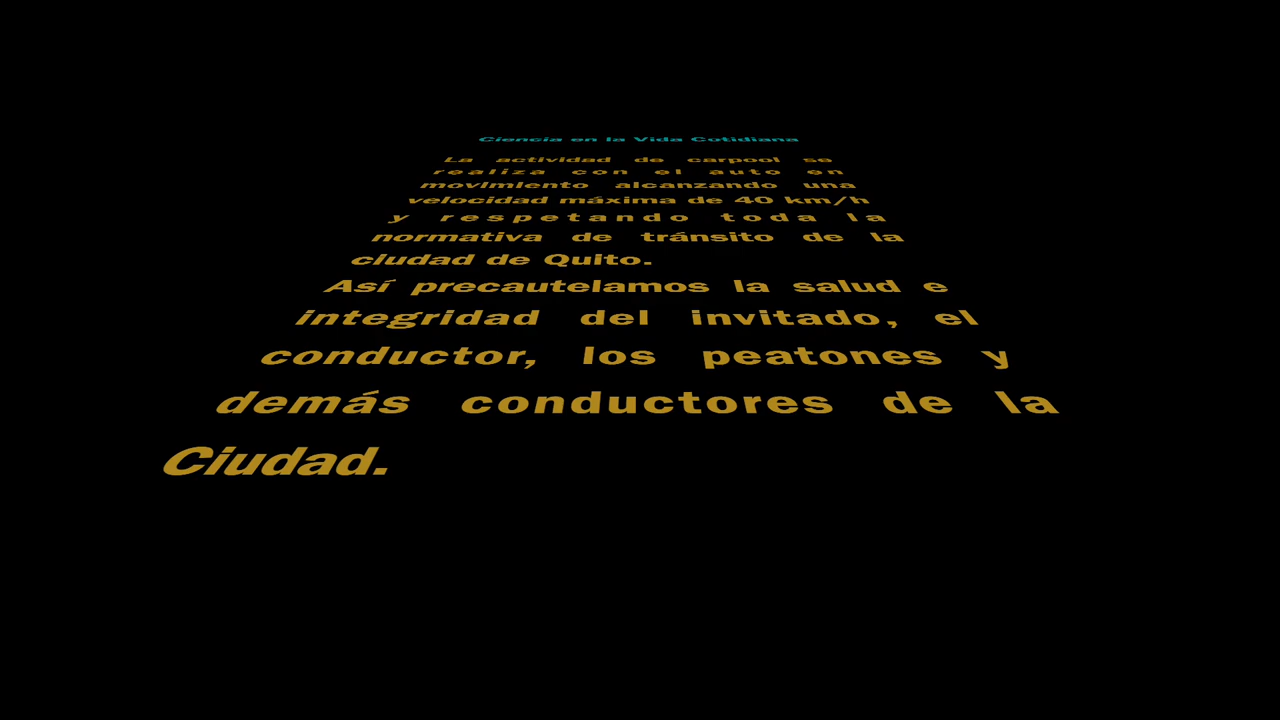 Ciencia en la Vida Cotidiana
La actividad de carpool se
realiza con el auto en
movimiento alcanzando una
velocidad máxima de 40 km/h
y respetando toda la
normativa de tránsito de la
ciudad de Quito.
Así precautelamos la salud e
integridad del invitado, el
conductor, los peatones y
demás conductores de la
Ciudad.